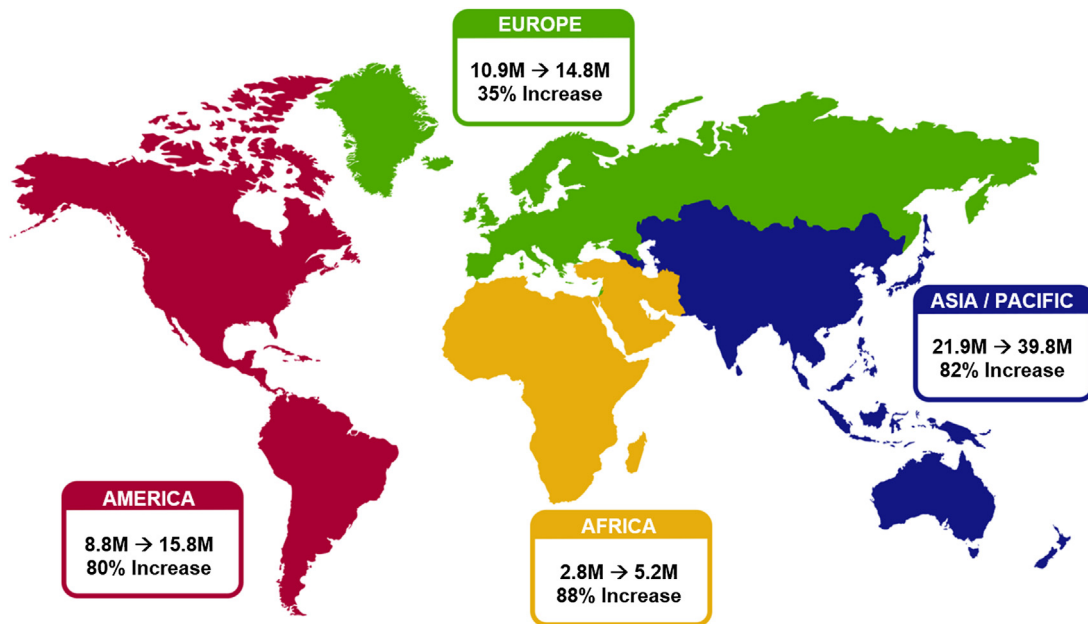 EUROPE
10.9M → 14.8M
35% Increase
ASIA / PACIFIC
21.9M → 39.8M
82% Increase
AMERICA
8.8M → 15.8M
80% Increase
AFRICA
2.8M → 5.2M
88% Increase